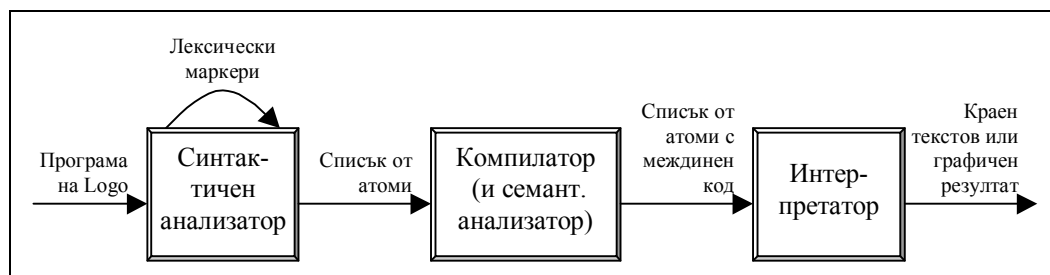 Лексически
маркери
Програма
на Logo
Синтак-
тичен
анализатор
Списък от
атоми
Компилатор
(и семант.
анализатор)
Списък от
атоми с
междинен
код
Интер-
претатор
Краен
текстов или
графичен
резултат